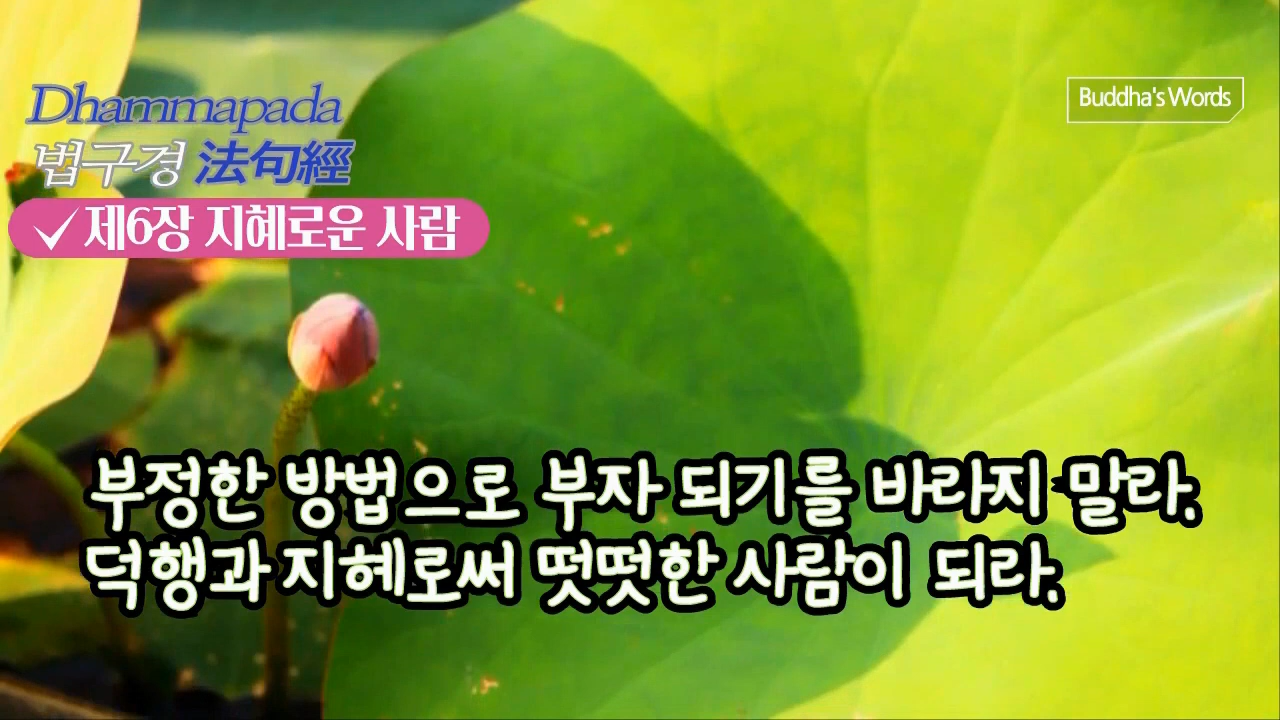 Dhammapada
법구경 法句經
제6장 지혜로운 사람
Buddha's Words
부정한 방법으로 부자 되기를 바라지 말라.
덕행과 지혜로써 떳떳한 사람이 되라.